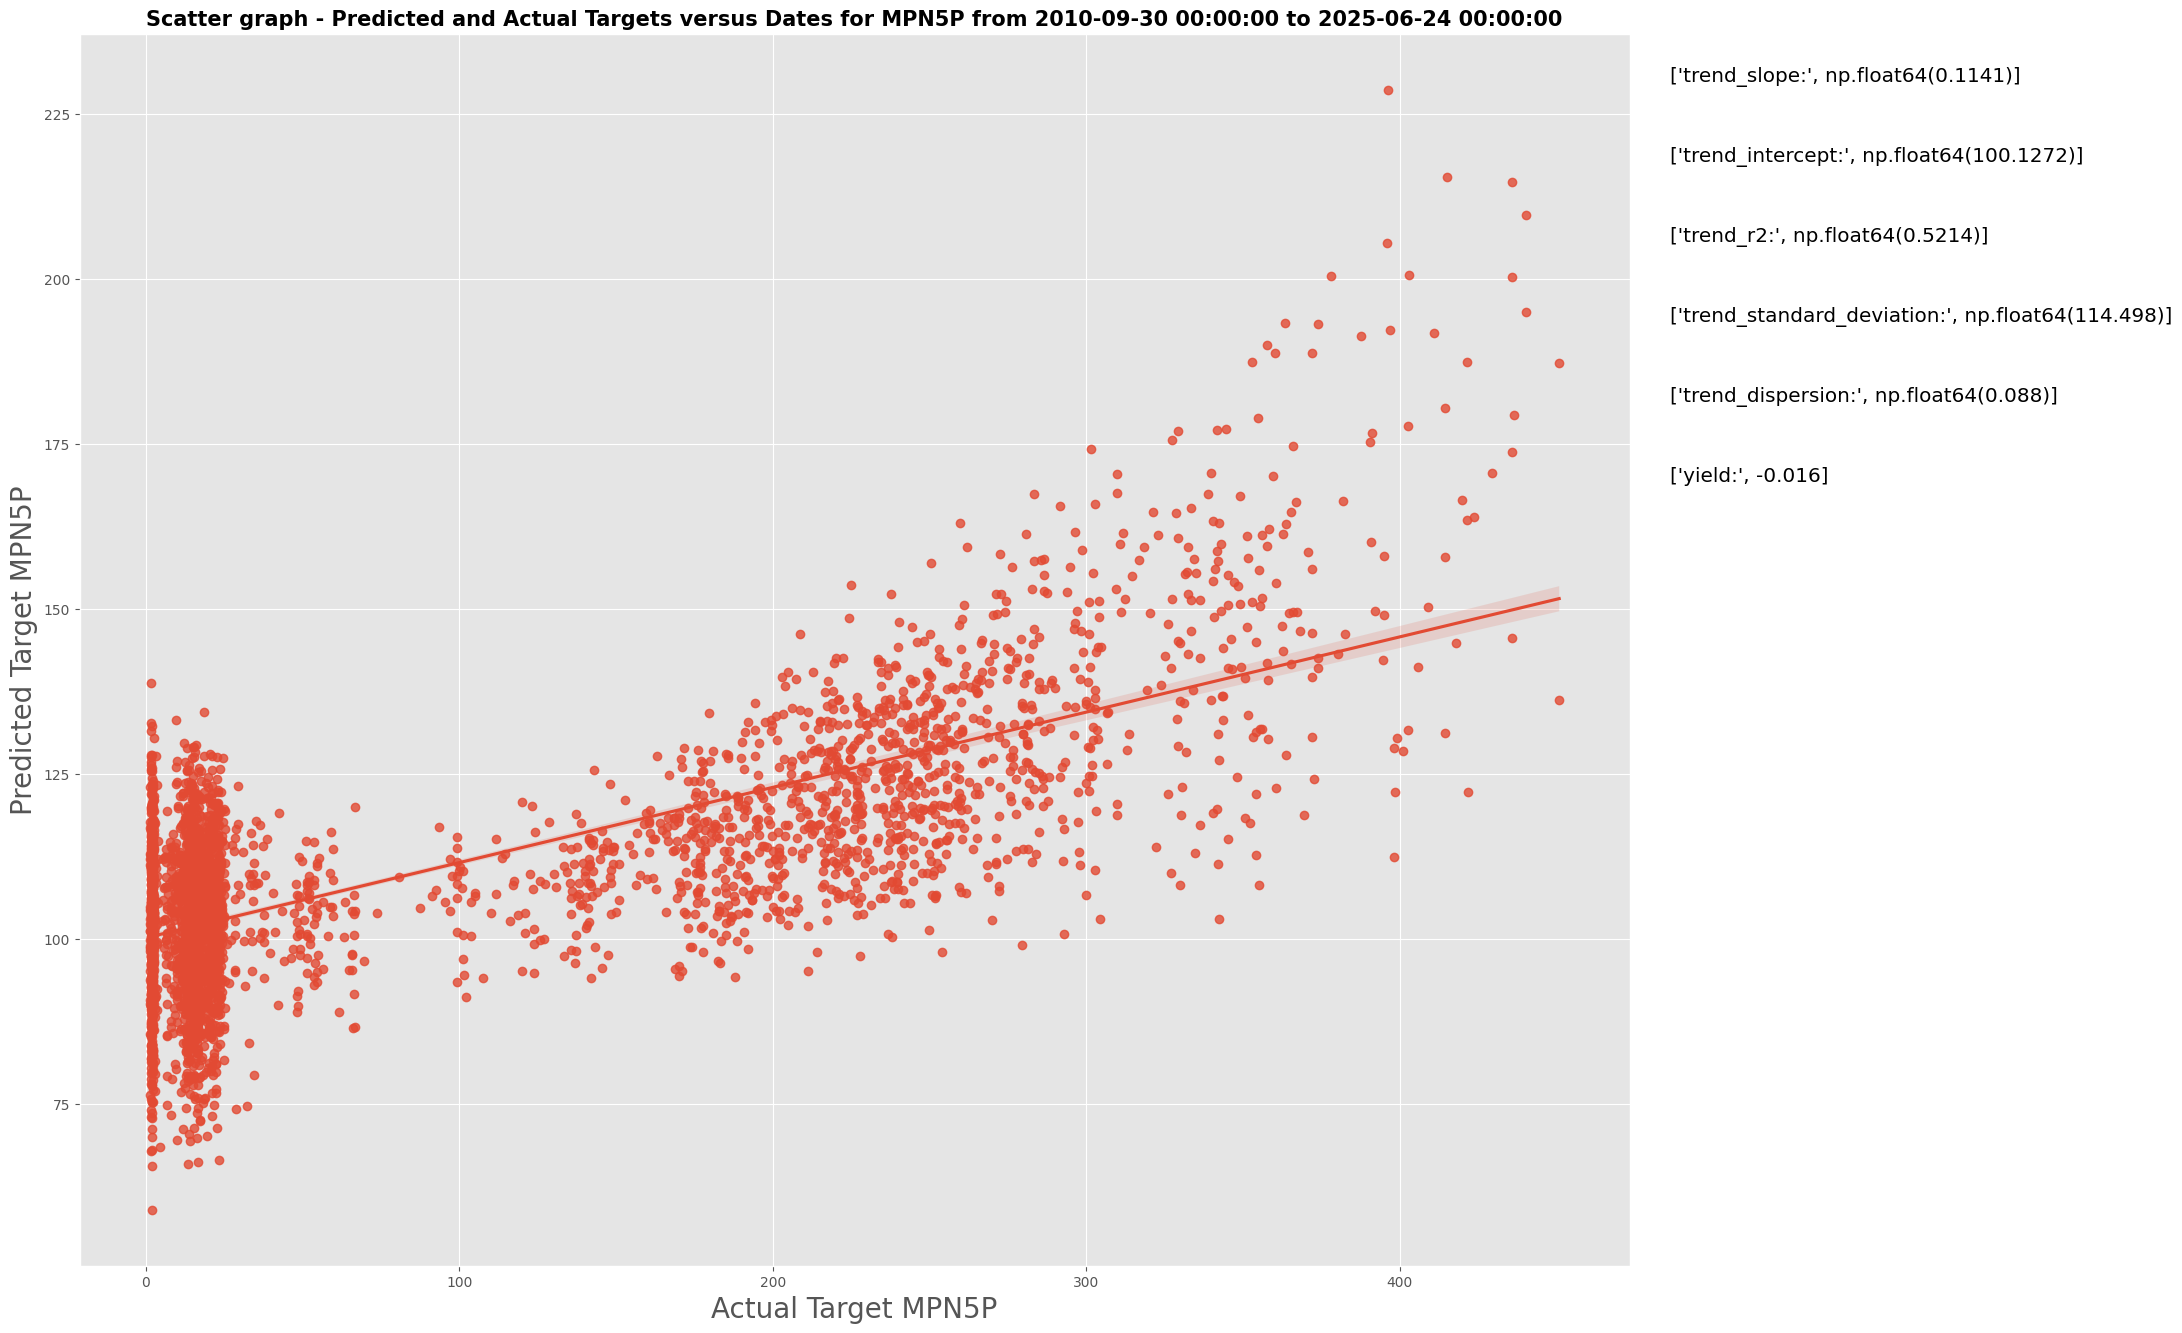 Scatter graph - Predicted and Actual Targets versus Dates for MPN5P from 2010-09-30 00:00:00 to 2025-06-24 00:00:00
['trend_slope:', np.float64(0.1141)]
['trend_intercept:', np.float64(100.1272)]
['trend_r2:', np.float64(0.5214)]
['trend_standard_deviation:', np.float64(114.498)]
['trend_dispersion:', np.float64(0.088)]
['yield:', -0.016]
Predicted Target MPN5P
225
200
175
150
125
100
75
0
100
200
300
400
Actual Target MPN5P